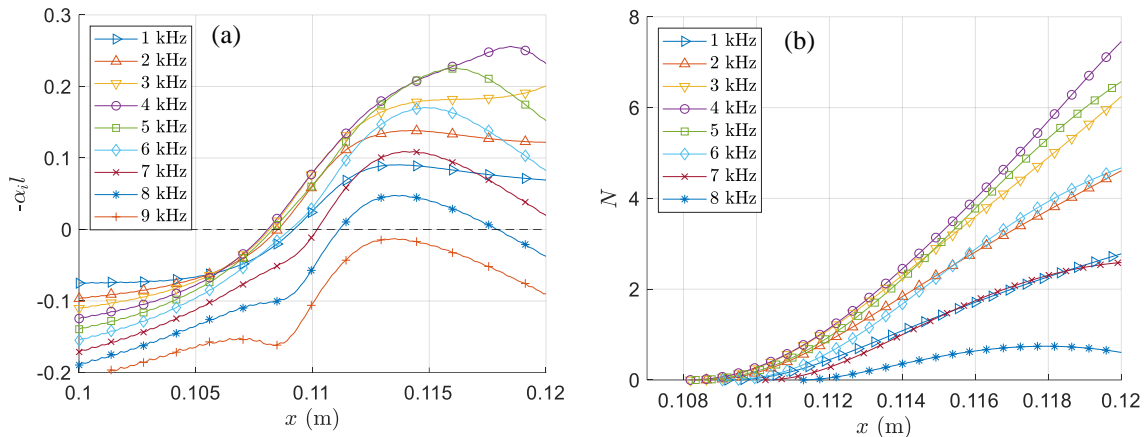 (a)
0.3
0.2
0.1
0
-0.1
-0.2
-αᵢl
1 kHz
2 kHz
3 kHz
4 kHz
5 kHz
6 kHz
7 kHz
8 kHz
9 kHz
0.1
0.105
0.11
0.115
0.12
x (m)
(b)
8
6
4
2
0
N
1 kHz
2 kHz
3 kHz
4 kHz
5 kHz
6 kHz
7 kHz
8 kHz
0.108
0.11
0.112
0.114
0.116
0.118
0.12
x (m)